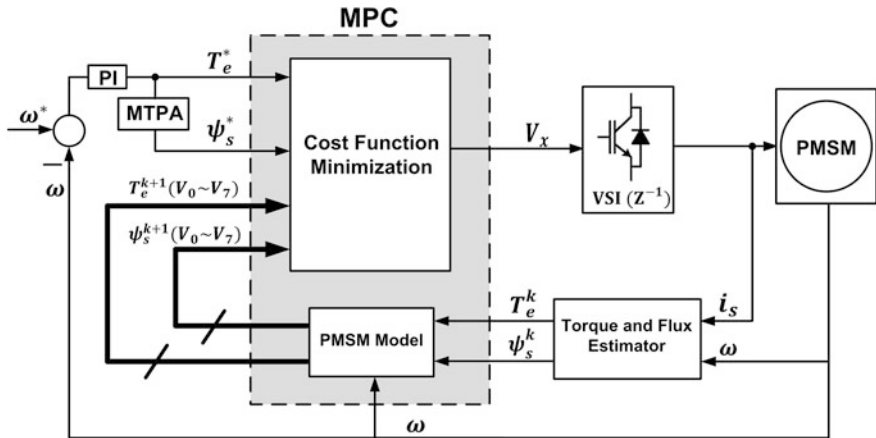 MPC
T_e^*
PI
MTPA
ω*
ψ_s^*
−
ω
Cost Function
Minimization
V_x
VSI (Z⁻¹)
PMSM
T_e^{k+1}(V_0~V_7)
ψ_s^{k+1}(V_0~V_7)
T_e^k
i_s
PMSM Model
ψ_s^k
Torque and Flux
Estimator
ω
ω